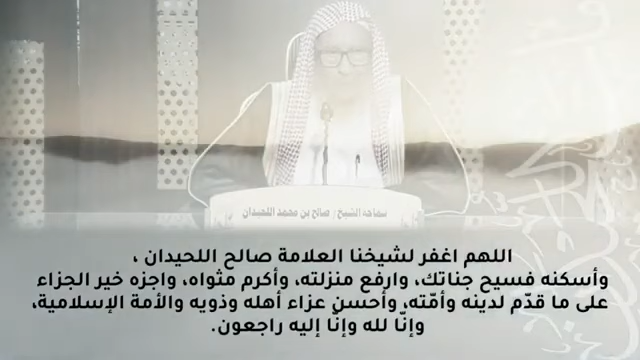 سماحة الشيخ / صالح بن محمد اللحيدان
اللهم اغفر لشيخنا العلامة صالح اللحيدان ،
وأسكنه فسيح جناتك، وارفع منزلته، وأكرم مثواه، واجزه خير الجزاء
على ما قدّم لدينه وأمّته، وأحسن عزاء أهله وذويه والأمة الإسلامية،
وإنّا لله وإنّا إليه راجعون.